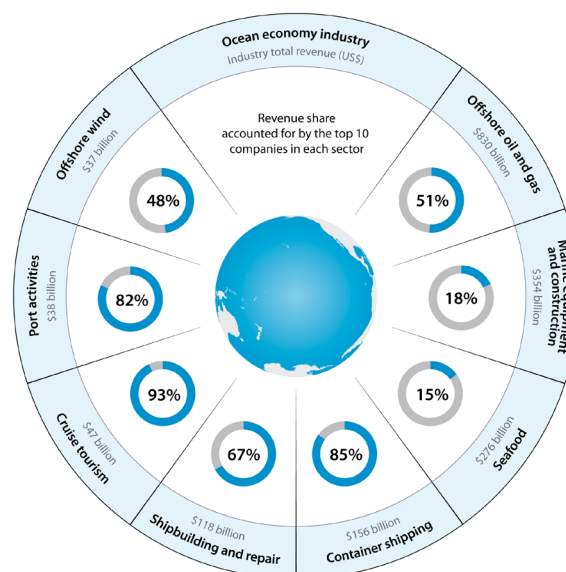 Ocean economy industry
Industry total revenue (US$)
Revenue share
accounted for by the top 10
companies in each sector
Offshore oil and gas
$830 billion
51%
Marine equipment
and construction
$354 billion
18%
Seafood
$276 billion
15%
Container shipping
$156 billion
85%
Shipbuilding and repair
$118 billion
67%
Cruise tourism
$47 billion
93%
Port activities
$38 billion
82%
Offshore wind
$37 billion
48%